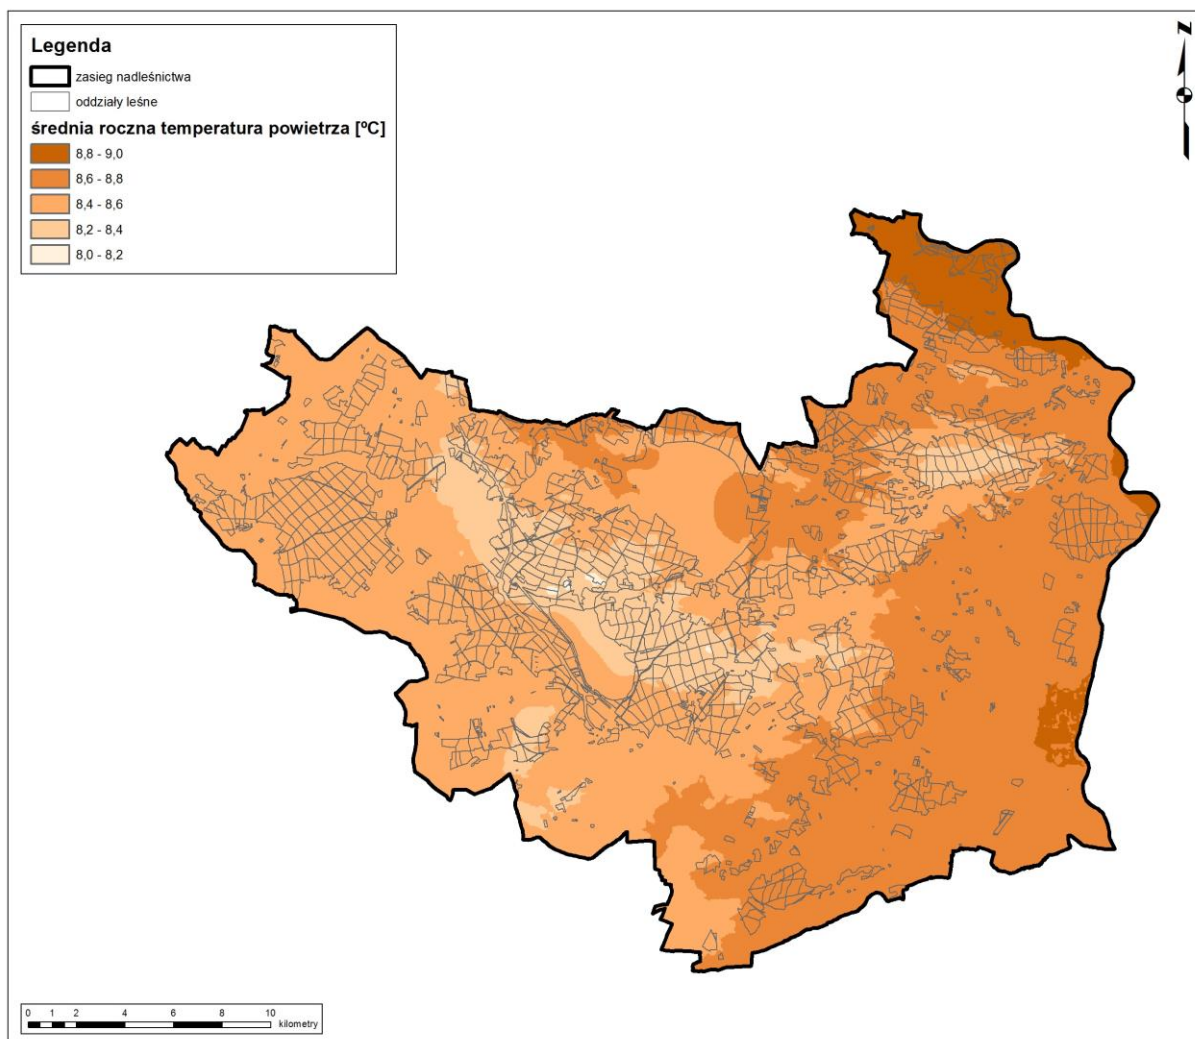 Legenda
zasieg nadleśnictwa
oddziały leśne
średnia roczna temperatura powietrza [ºC]
8,8 - 9,0
8,6 - 8,8
8,4 - 8,6
8,2 - 8,4
8,0 - 8,2
N
0 1 2 4 6 8 10
kilometry